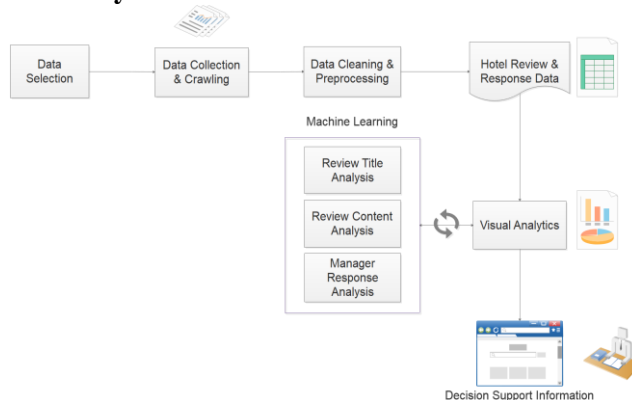 Data
Selection
Data Collection
& Crawling
Data Cleaning &
Preprocessing
Hotel Review &
Response Data
Machine Learning
Review Title
Analysis
Review Content
Analysis
Manager
Response
Analysis
Visual Analytics
Decision Support Information